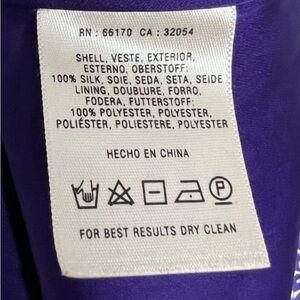 RN : 66170 CA : 32054
SHELL, VESTE, EXTERIOR,
ESTERNO, OBERSTOFF:
100% SILK, SOIE, SEDA, SETA, SEIDE
LINING, DOUBLURE, FORRO,
FODERA, FUTTERSTOFF:
100% POLYESTER, POLYESTER,
POLIÉSTER, POLIESTERE, POLYESTER
HECHO EN CHINA
P
FOR BEST RESULTS DRY CLEAN